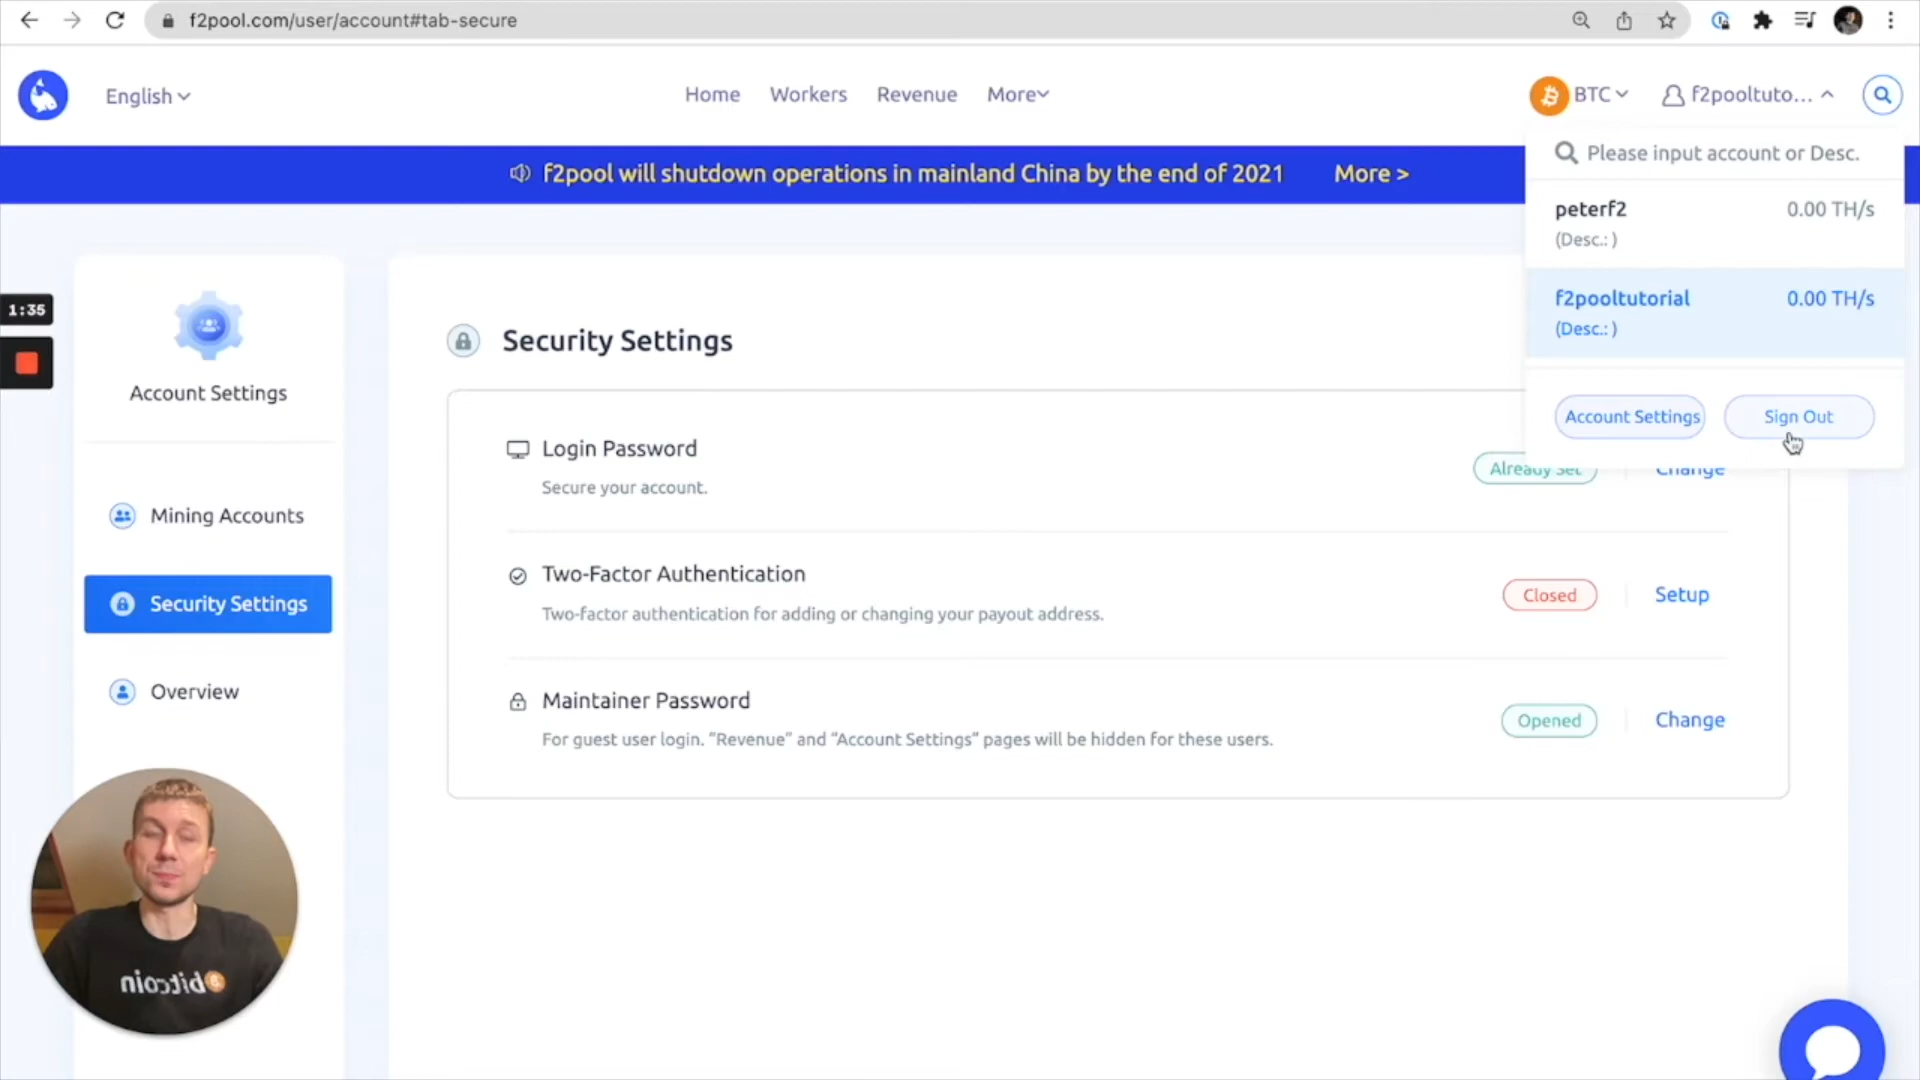 f2pool.com/user/account#tab-secure
English
Home
Workers
Revenue
More
BTC
f2pooltuto...
f2pool will shutdown operations in mainland China by the end of 2021
More >
Please input account or Desc.
peterf2
0.00 TH/s
(Desc.: )
f2pooltutorial
0.00 TH/s
(Desc.: )
Account Settings
Sign Out
1:35
Account Settings
Mining Accounts
Security Settings
Overview
Security Settings
Login Password
Secure your account.
Already Set
Change
Two-Factor Authentication
Two-factor authentication for adding or changing your payout address.
Closed
Setup
Maintainer Password
For guest user login. “Revenue” and “Account Settings” pages will be hidden for these users.
Opened
Change
bitcoin